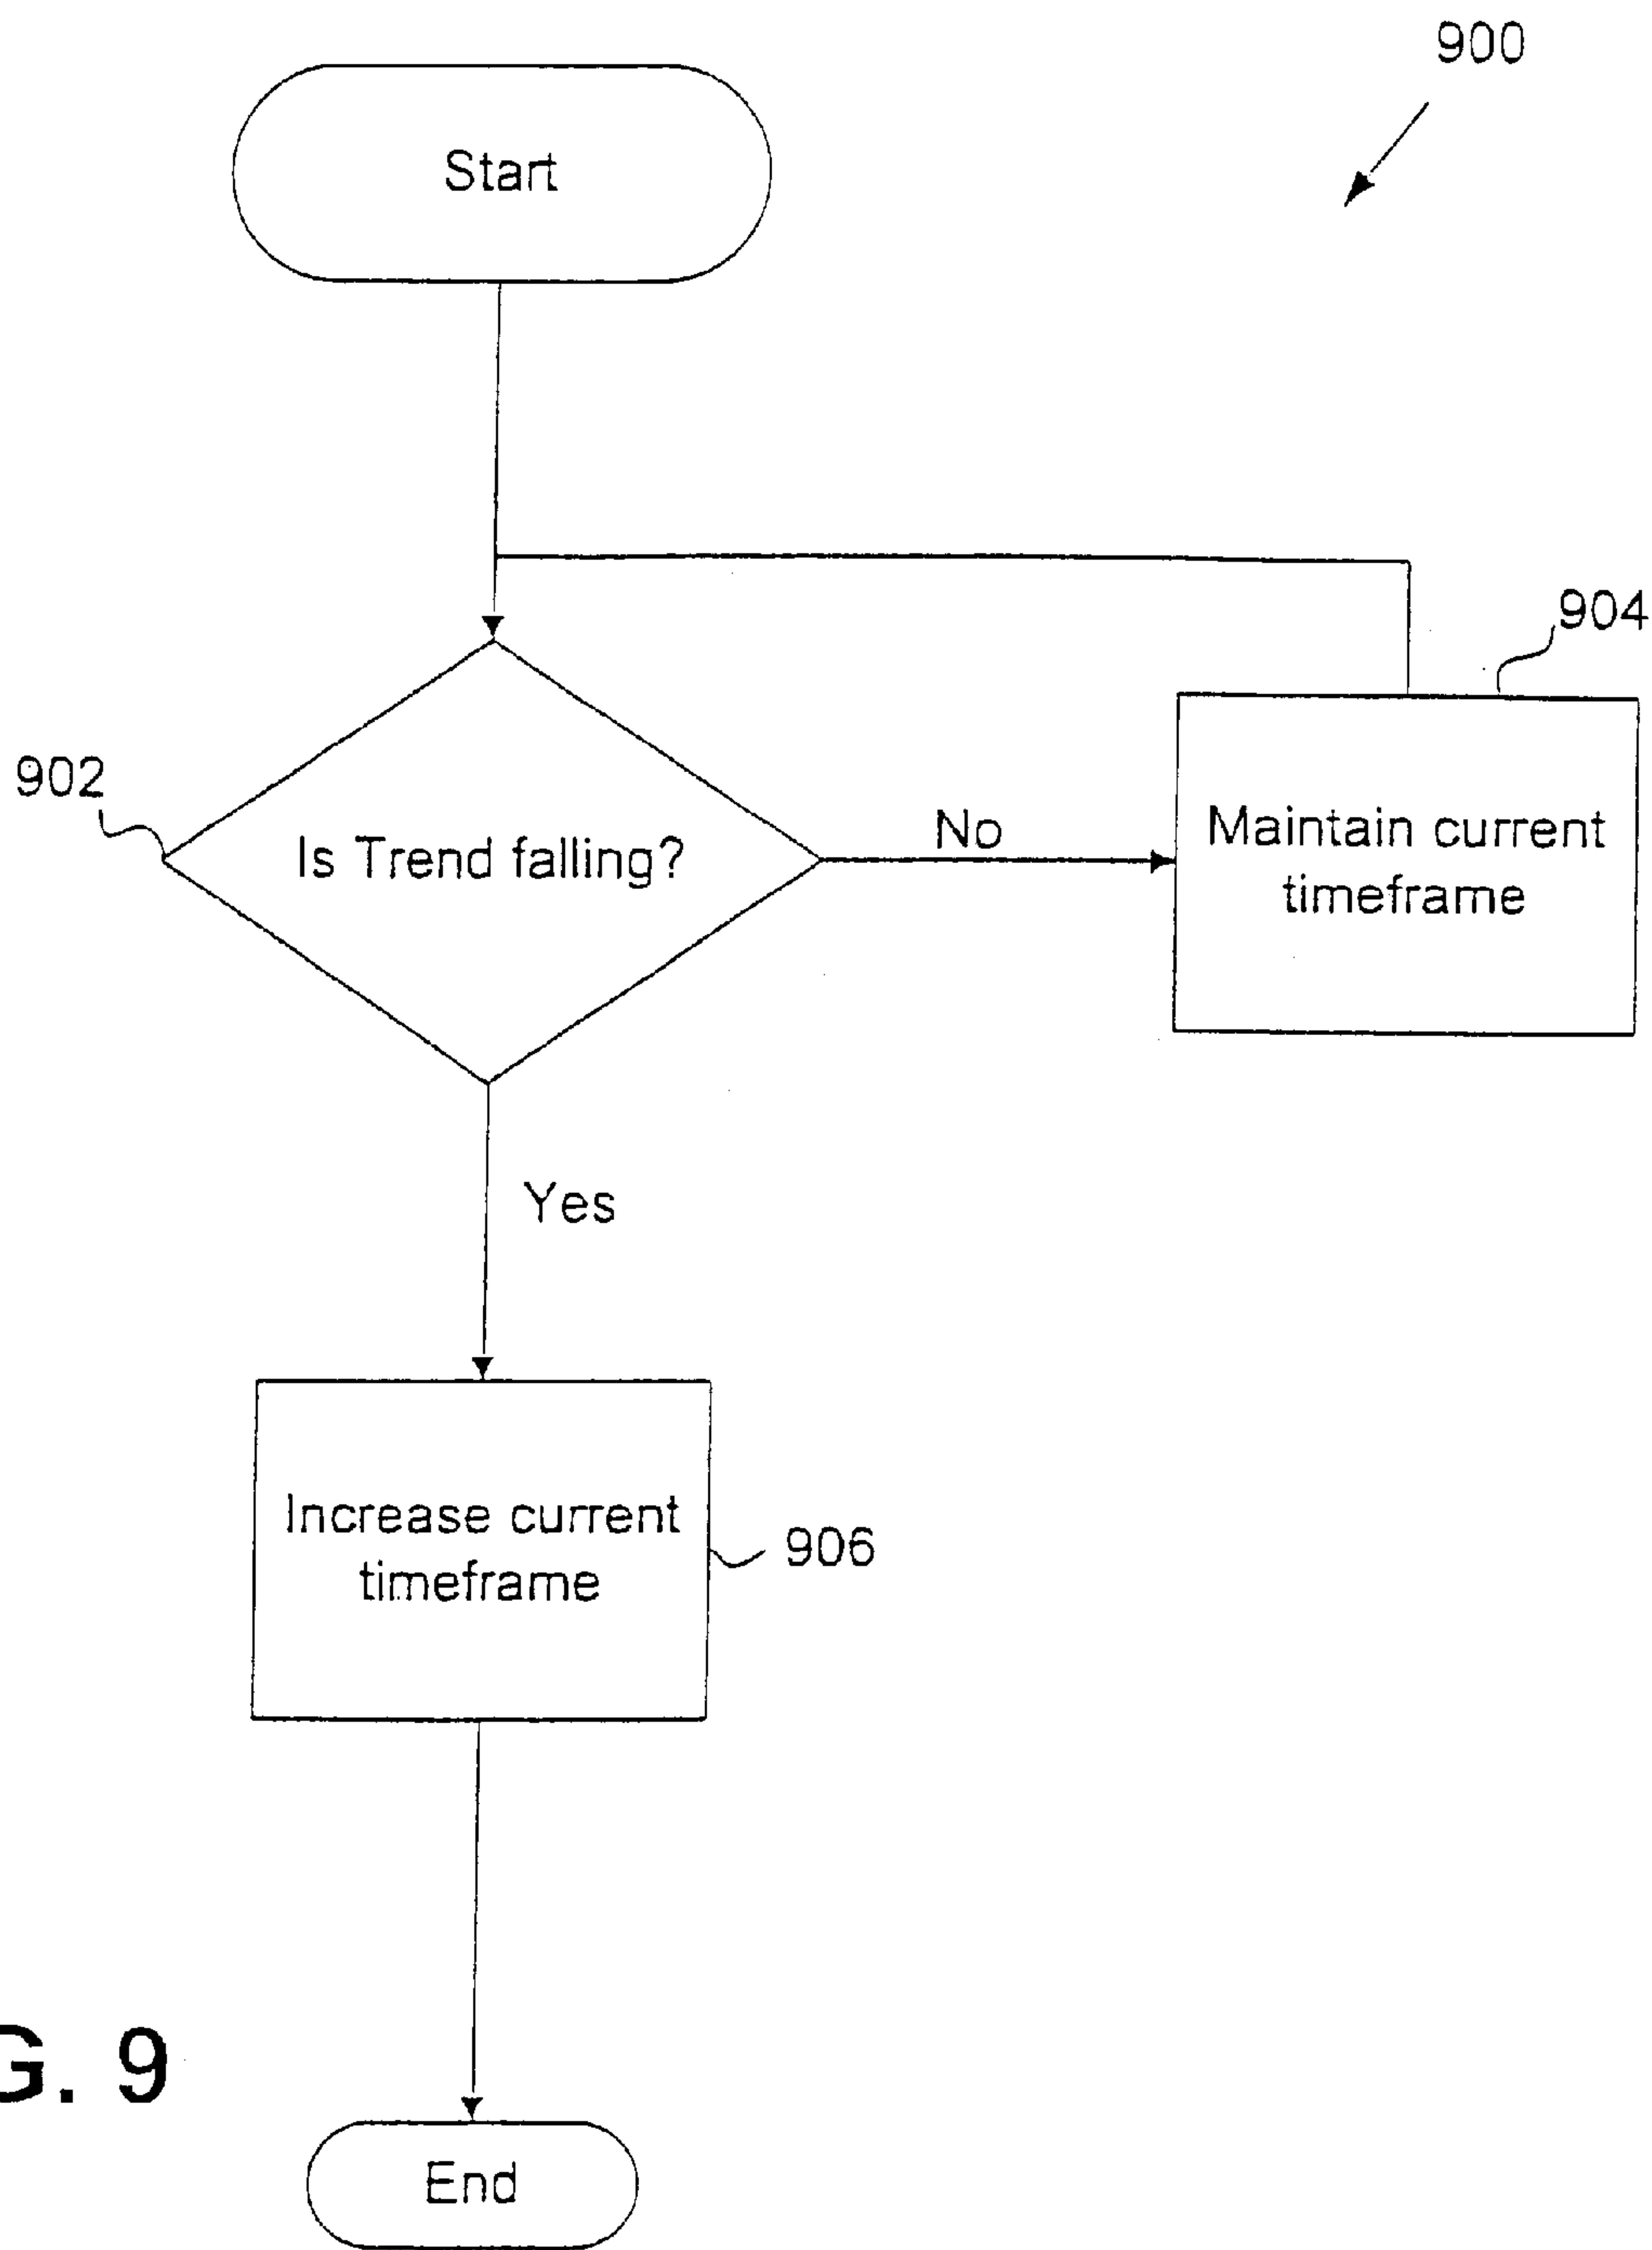 900
Start
904
902
Is Trend falling?
No
Maintain current
timeframe
Yes
Increase current
timeframe
906
G. 9
End